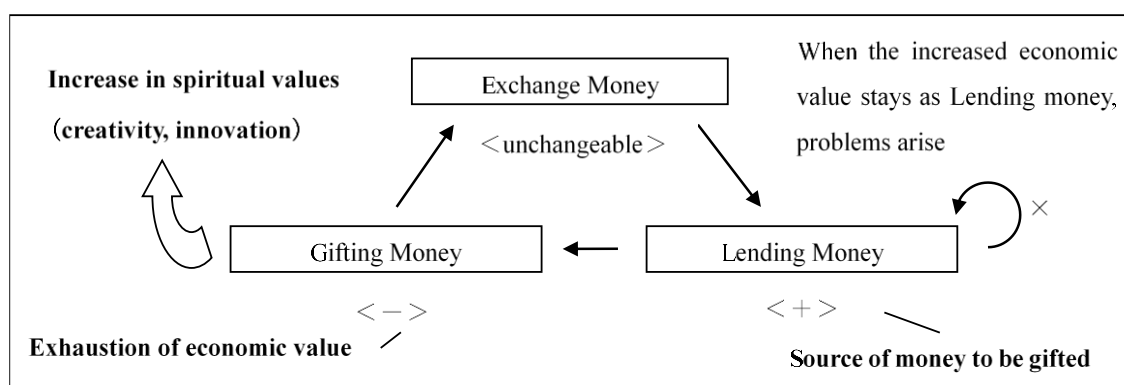 Increase in spiritual values
（creativity, innovation）
Exchange Money
＜unchangeable＞
When the increased economic
value stays as Lending money,
problems arise
×
Gifting Money
Lending Money
＜－＞
＜＋＞
Exhaustion of economic value
Source of money to be gifted